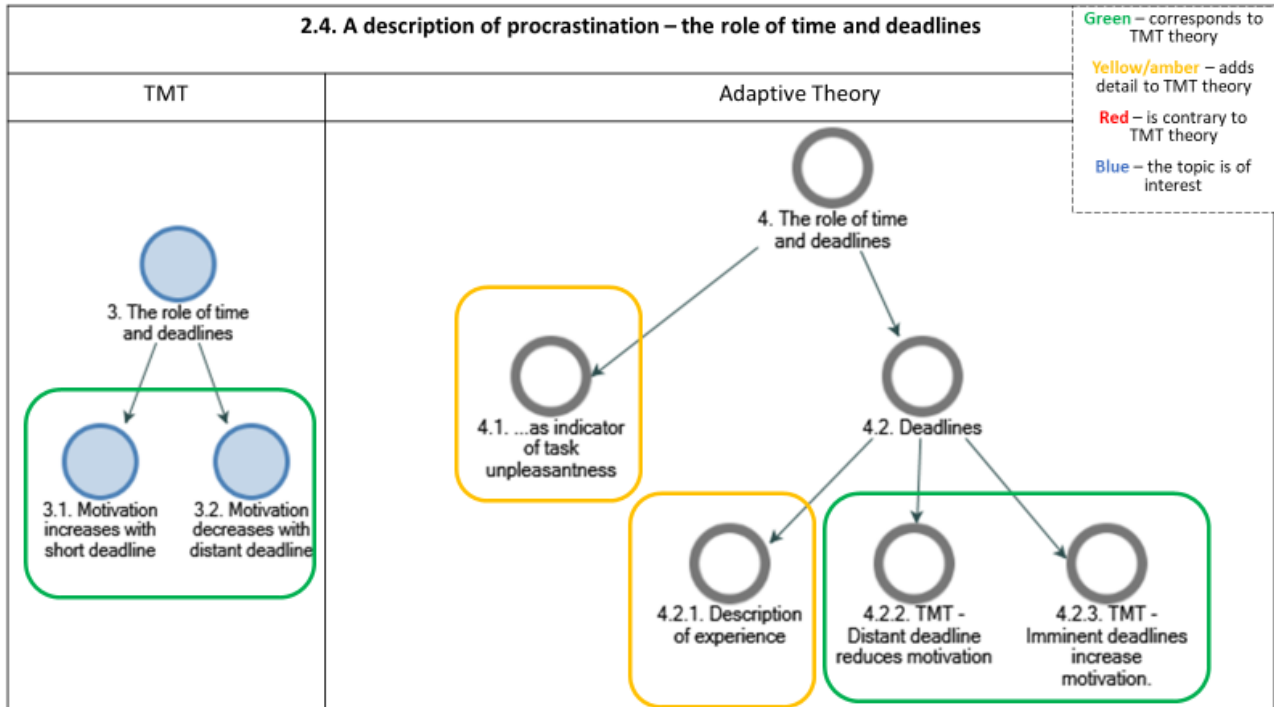 2.4. A description of procrastination – the role of time and deadlines
Green – corresponds to
TMT theory
Yellow/amber – adds
detail to TMT theory
Red – is contrary to
TMT theory
Blue – the topic is of
interest
TMT
Adaptive Theory
3. The role of time
and deadlines
3.1. Motivation
increases with
short deadline
3.2. Motivation
decreases with
distant deadline
4. The role of time
and deadlines
4.1. ...as indicator
of task
unpleasantness
4.2. Deadlines
4.2.1. Description
of experience
4.2.2. TMT -
Distant deadline
reduces motivation
4.2.3. TMT -
Imminent deadlines
increase
motivation.